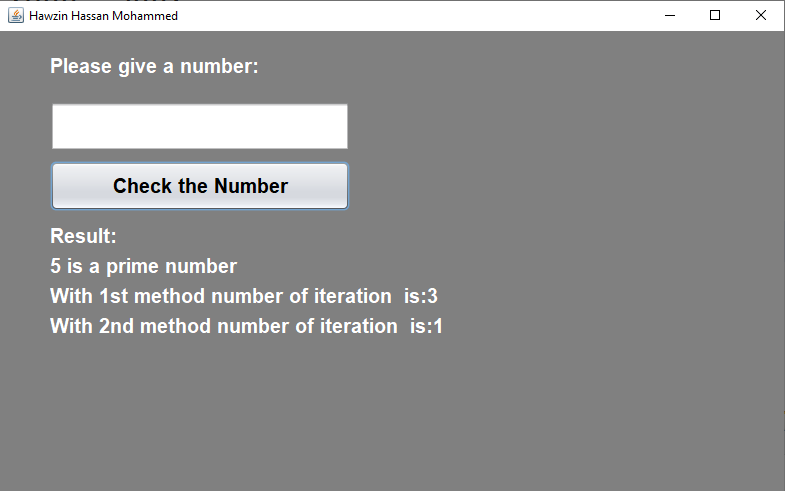 Hawzin Hassan Mohammed
Please give a number:
Check the Number
Result:
5 is a prime number
With 1st method number of iteration  is:3
With 2nd method number of iteration  is:1